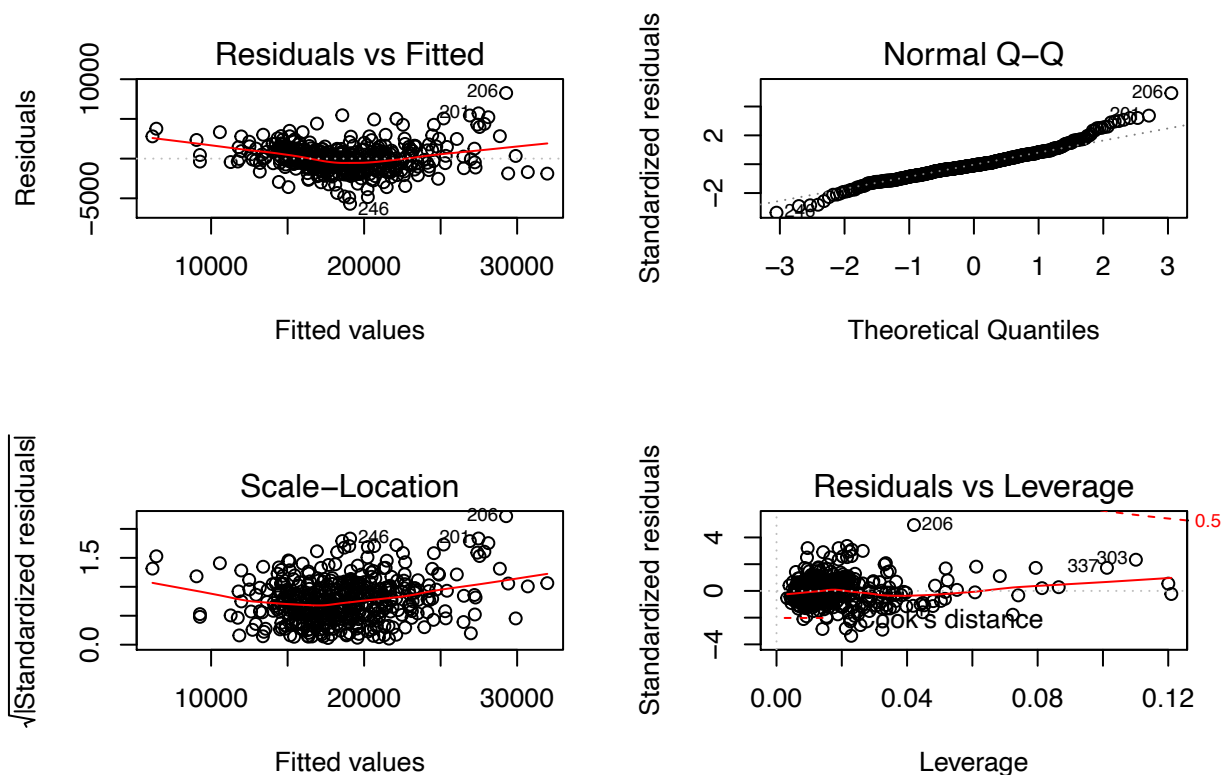 Residuals vs Fitted
Residuals
10000
−5000
206
201
246
10000 20000 30000
Fitted values
Normal Q−Q
Standardized residuals
2
−2
206
201
246
−3 −2 −1 0 1 2 3
Theoretical Quantiles
Scale−Location
√|Standardized residuals|
1.5
0.0
206
246
201
10000 20000 30000
Fitted values
Residuals vs Leverage
Standardized residuals
4
0
−4
206
303
337
0.5
Cook's distance
0.00 0.04 0.08 0.12
Leverage